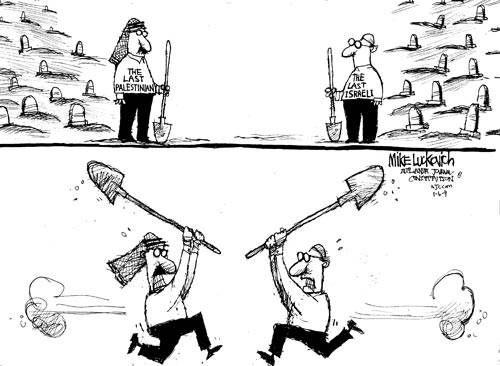 THE
LAST
PALESTINIAN
THE
LAST
ISRAELI
MIKE LUCKOVICH
ATLANTA JOURNAL-
CONSTITUTION